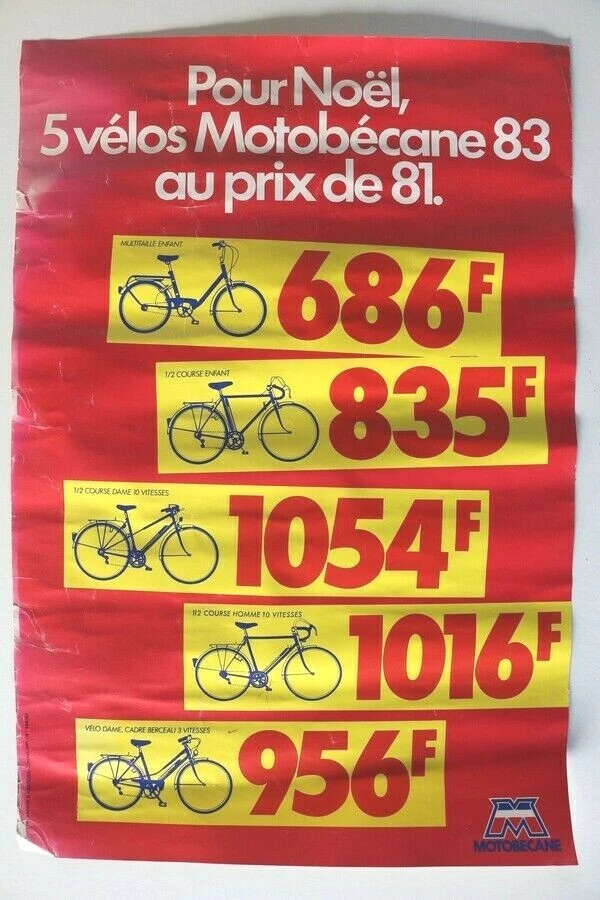 Pour Noël,
5 vélos Motobécane 83
au prix de 81.
MULTITAILLE ENFANT
686F
1/2 COURSE ENFANT
835F
1/2 COURSE DAME 10 VITESSES
1054F
1/2 COURSE HOMME 10 VITESSES
1016F
VÉLO DAME, CADRE BERCEAU 3 VITESSES
956F
M
MOTOBECANE